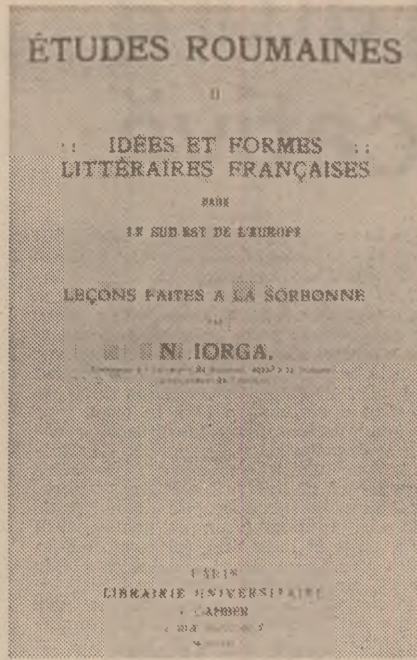 ÉTUDES ROUMAINES
II
:: IDÉES ET FORMES ::
LITTÉRAIRES FRANÇAISES
DANS
LE SUD-EST DE L'EUROPE
LEÇONS FAITES A LA SORBONNE
PAR
N. IORGA,
PARIS
LIBRAIRIE UNIVERSITAIRE
J. GAMBER